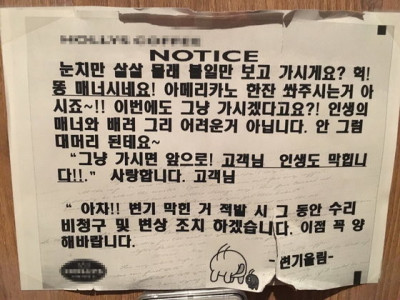 HOLLYS COFFEE
NOTICE
눈치만 살살 몰래 볼일만 보고 가시게요? 헉!
똥 매너시네요! 아메리카노 한잔 쏴주시는거 아
시죠~!! 이번에도 그냥 가시겠다고요?! 인생의
매너와 배려 그리 어려운거 아닙니다. 안 그럼
대머리 된데요~
"그냥 가시면 앞으로! 고객님 인생도 막힙니
다!!." 사랑합니다. 고객님
" 아차!! 변기 막힌 거 적발 시 그 동안 수리
비청구 및 변상 조치 하겠습니다. 이점 꼭 양
해바랍니다.
- 변기올림-